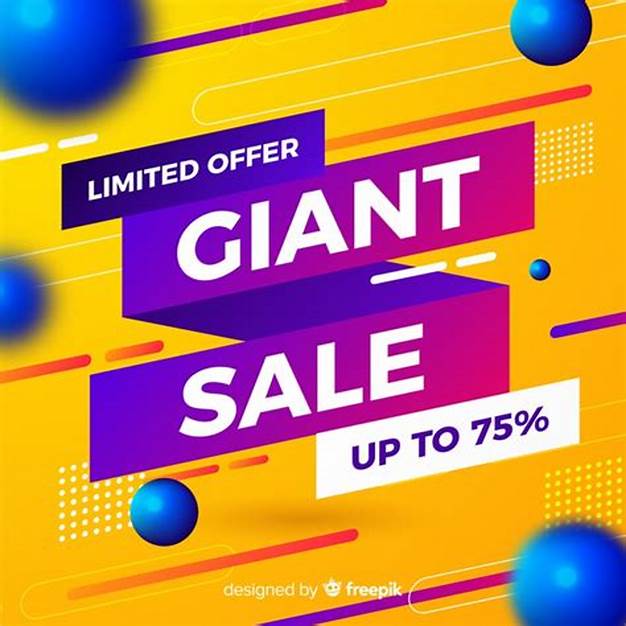 LIMITED OFFER
GIANT
SALE
UP TO 75%
designed by freepik